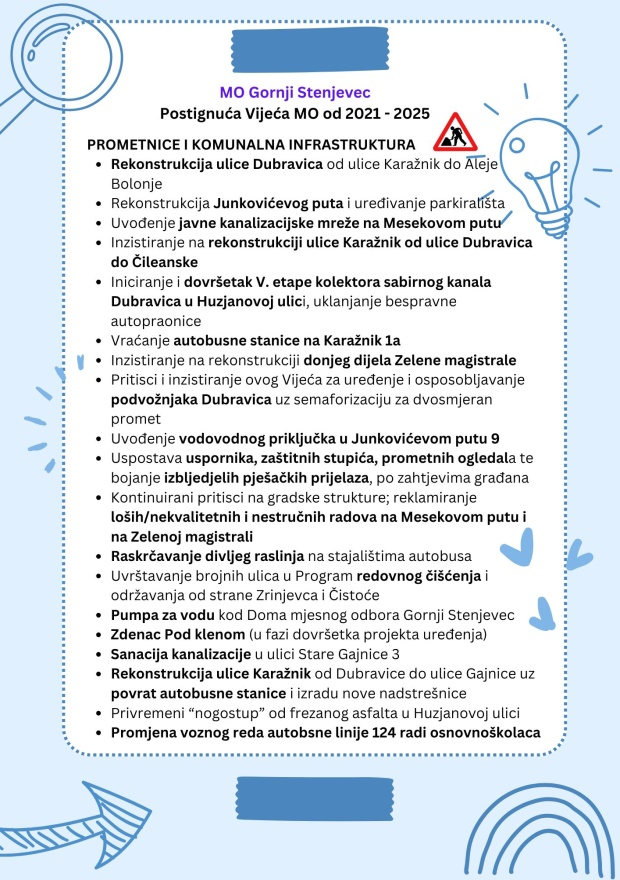 MO Gornji Stenjevec
Postignuća Vijeća MO od 2021 - 2025
PROMETNICE I KOMUNALNA INFRASTRUKTURA
• Rekonstrukcija ulice Dubravica od ulice Karažnik do Aleje
Bolonje
• Rekonstrukcija Junkovićevog puta i uređivanje parkirališta
• Uvođenje javne kanalizacijske mreže na Mesekovom putu
• Inzistiranje na rekonstrukciji ulice Karažnik od ulice Dubravica
do Čileanske
• Iniciranje i dovršetak V. etape kolektora sabirnog kanala
Dubravica u Huzjanovoj ulici, uklanjanje bespravne
autopraonice
• Vraćanje autobusne stanice na Karažnik 1a
• Inzistiranje na rekonstrukciji donjeg dijela Zelene magistrale
• Pritisci i inzistiranje ovog Vijeća za uređenje i osposobljavanje
podvožnjaka Dubravica uz semaforizaciju za dvosmjeran
promet
• Uvođenje vodovodnog priključka u Junkovićevom putu 9
• Uspostava uspornika, zaštitnih stupića, prometnih ogledala te
bojanje izbljedjelih pješačkih prijelaza, po zahtjevima građana
• Kontinuirani pritisci na gradske strukture; reklamiranje
loših/nekvalitetnih i nestručnih radova na Mesekovom putu i
na Zelenoj magistrali
• Raskrčavanje divljeg raslinja na stajalištima autobusa
• Uvrštavanje brojnih ulica u Program redovnog čišćenja i
održavanja od strane Zrinjevca i Čistoće
• Pumpa za vodu kod Doma mjesnog odbora Gornji Stenjevec
• Zdenac Pod klenom (u fazi dovršetka projekta uređenja)
• Sanacija kanalizacije u ulici Stare Gajnice 3
• Rekonstrukcija ulice Karažnik od Dubravice do ulice Gajnice uz
povrat autobusne stanice i izradu nove nadstrešnice
• Privremeni “nogostup” od frezanog asfalta u Huzjanovoj ulici
• Promjena voznog reda autobsne linije 124 radi osnovnoškolaca